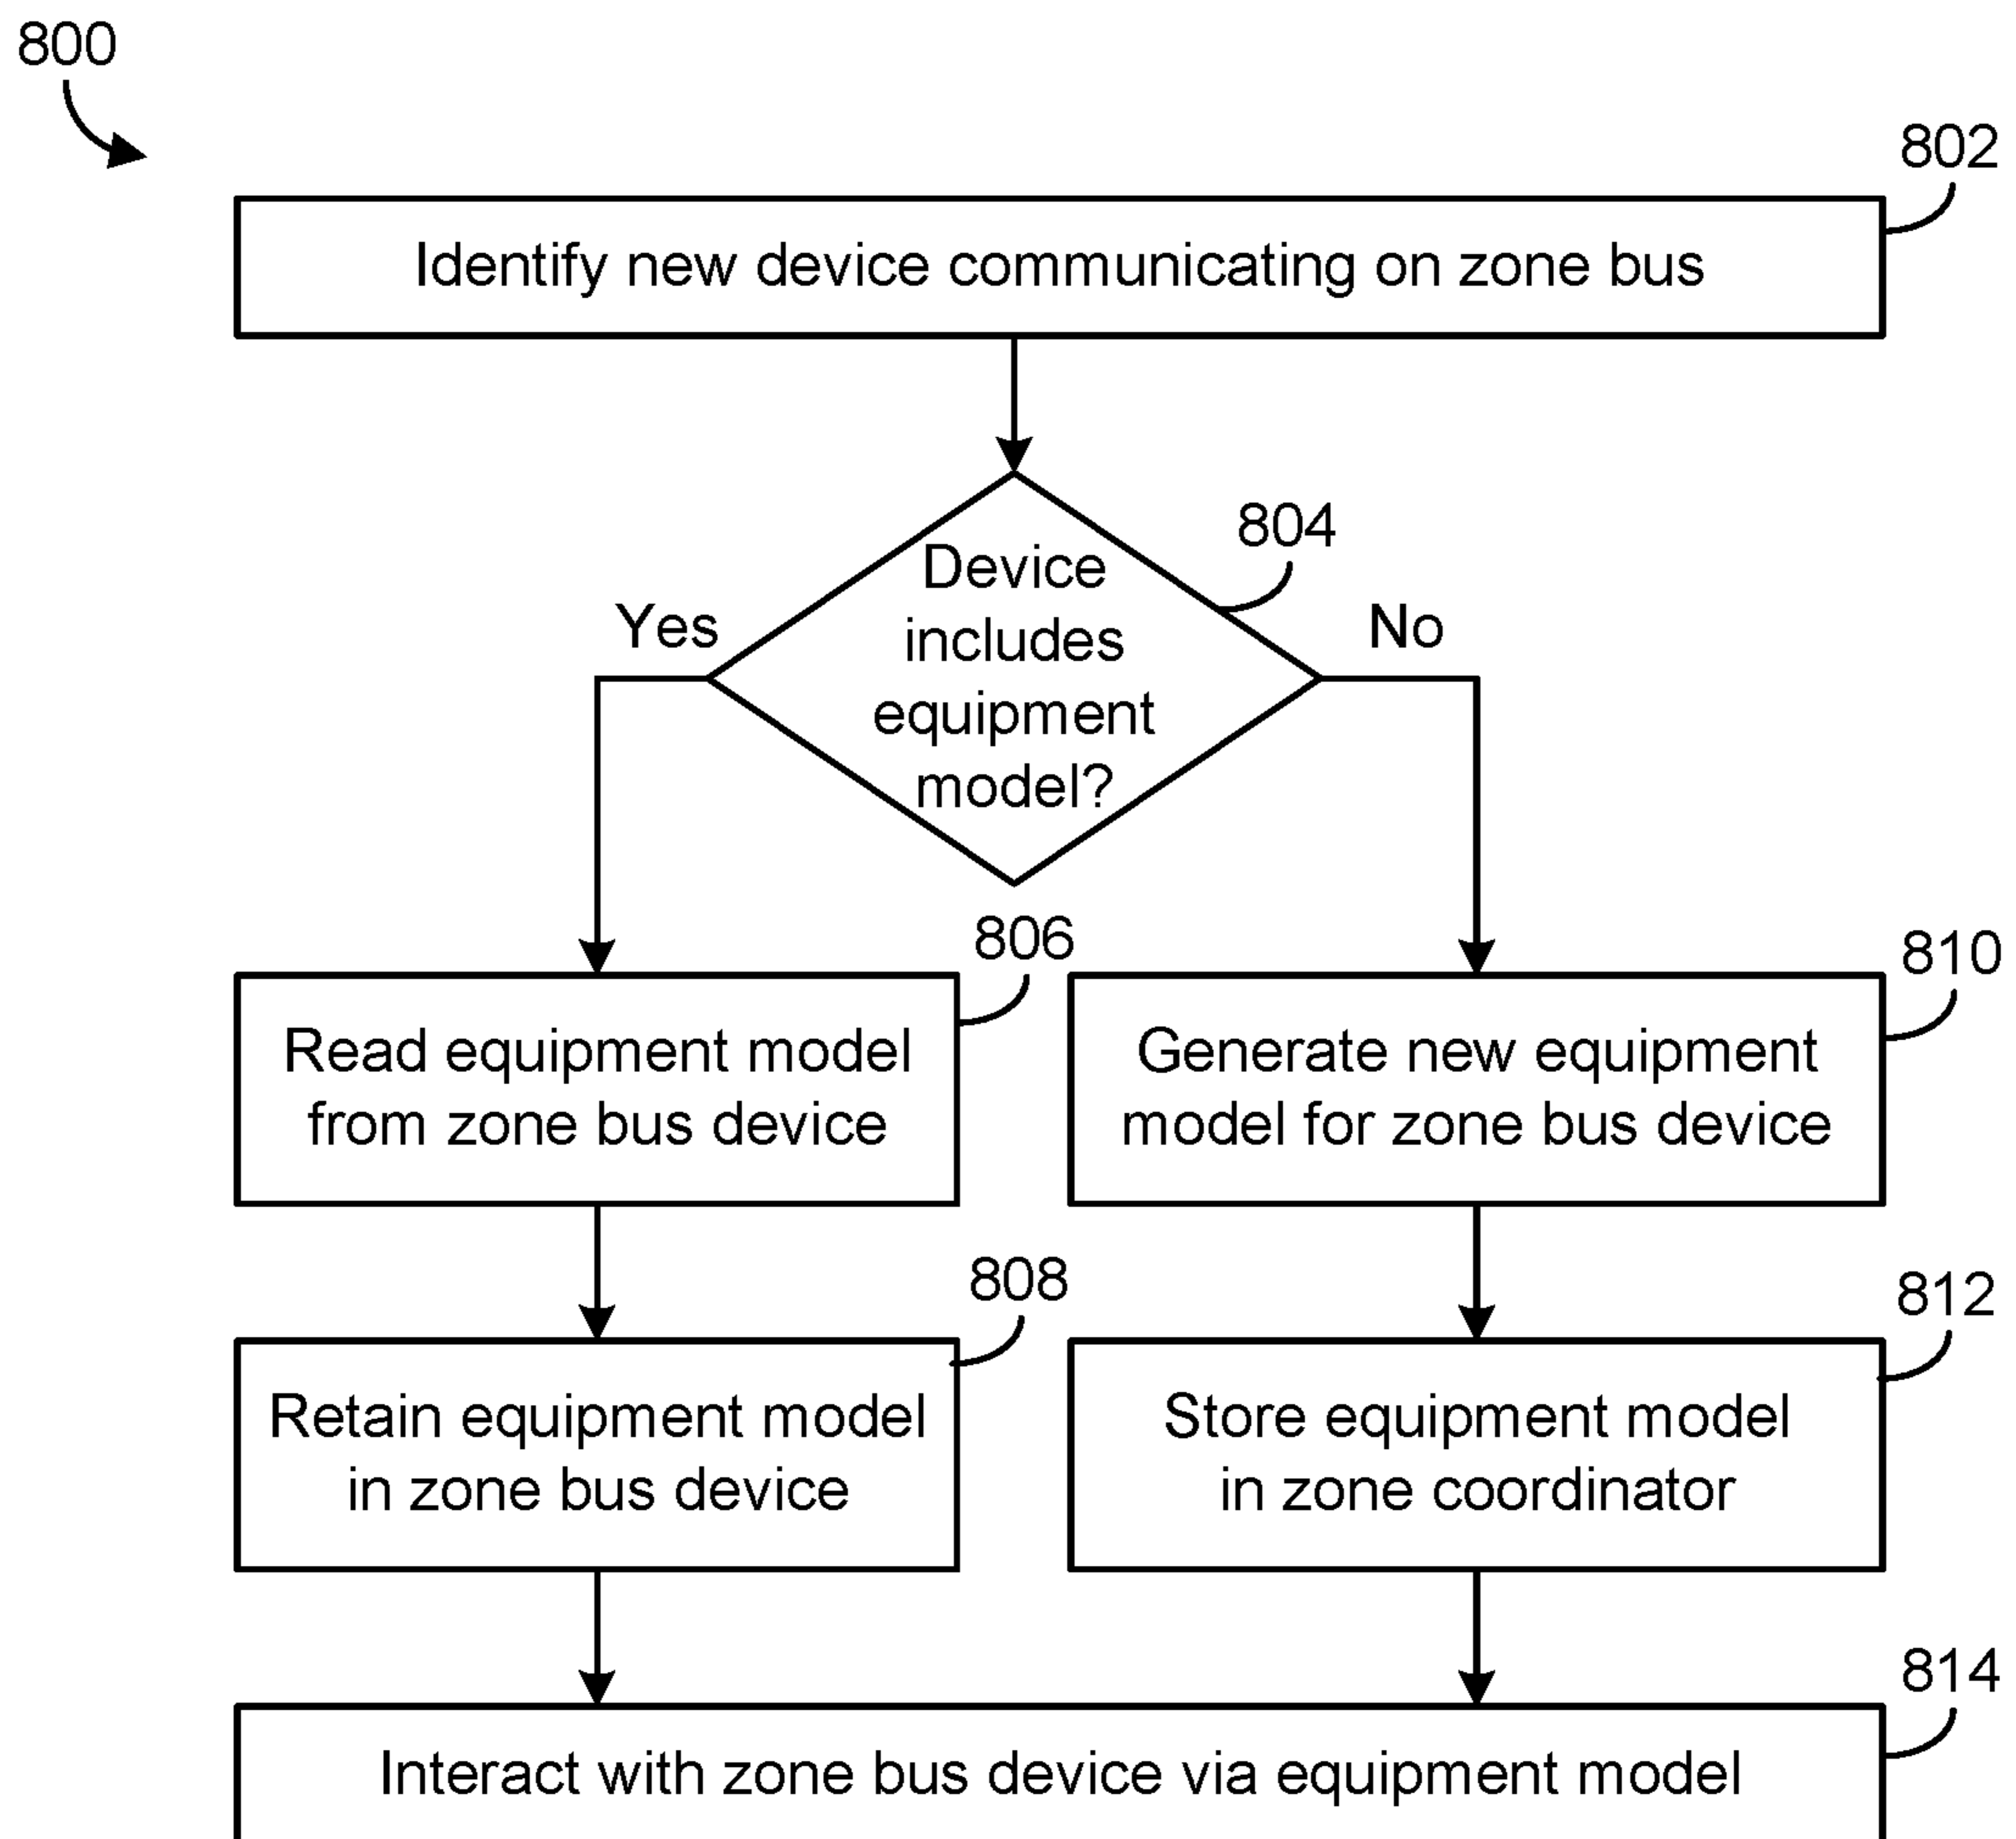 800
802
Identify new device communicating on zone bus
804
Device
includes
equipment
model?
Yes
No
806
Read equipment model
from zone bus device
810
Generate new equipment
model for zone bus device
808
Retain equipment model
in zone bus device
812
Store equipment model
in zone coordinator
814
Interact with zone bus device via equipment model